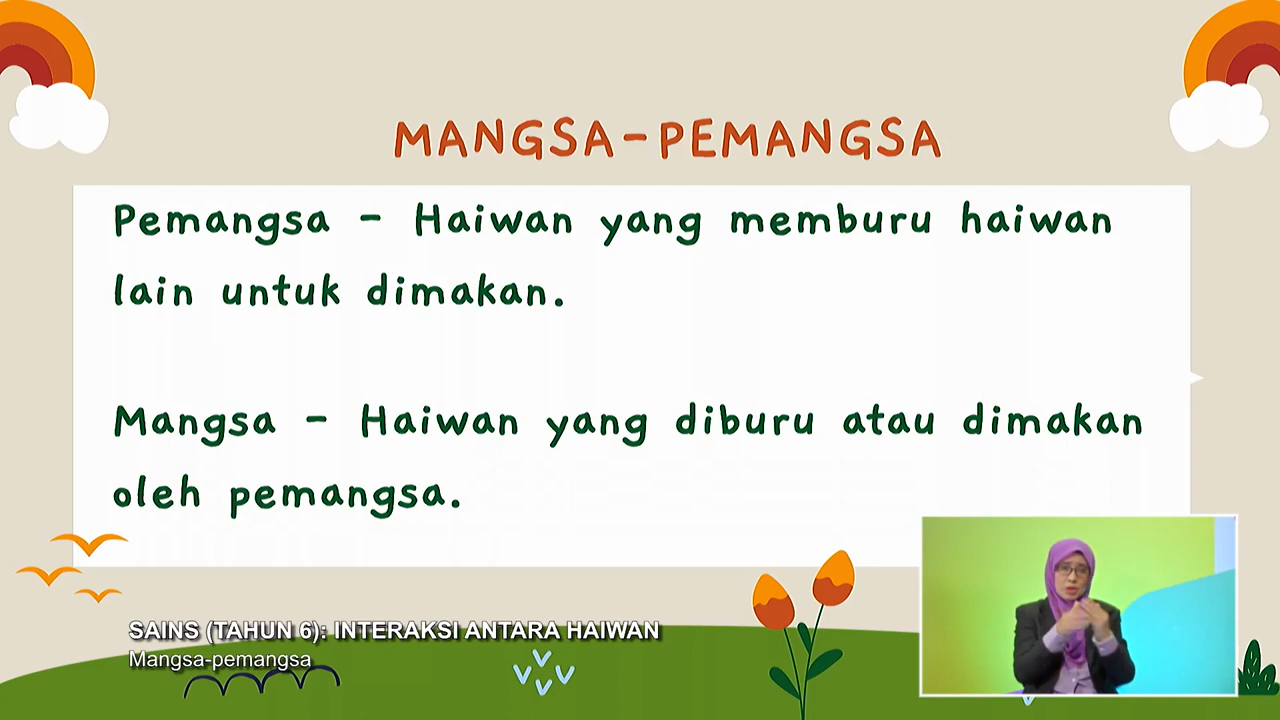 MANGSA-PEMANGSA
Pemangsa - Haiwan yang memburu haiwan
lain untuk dimakan.
Mangsa - Haiwan yang diburu atau dimakan
oleh pemangsa.
SAINS (TAHUN 6): INTERAKSI ANTARA HAIWAN
Mangsa-pemangsa